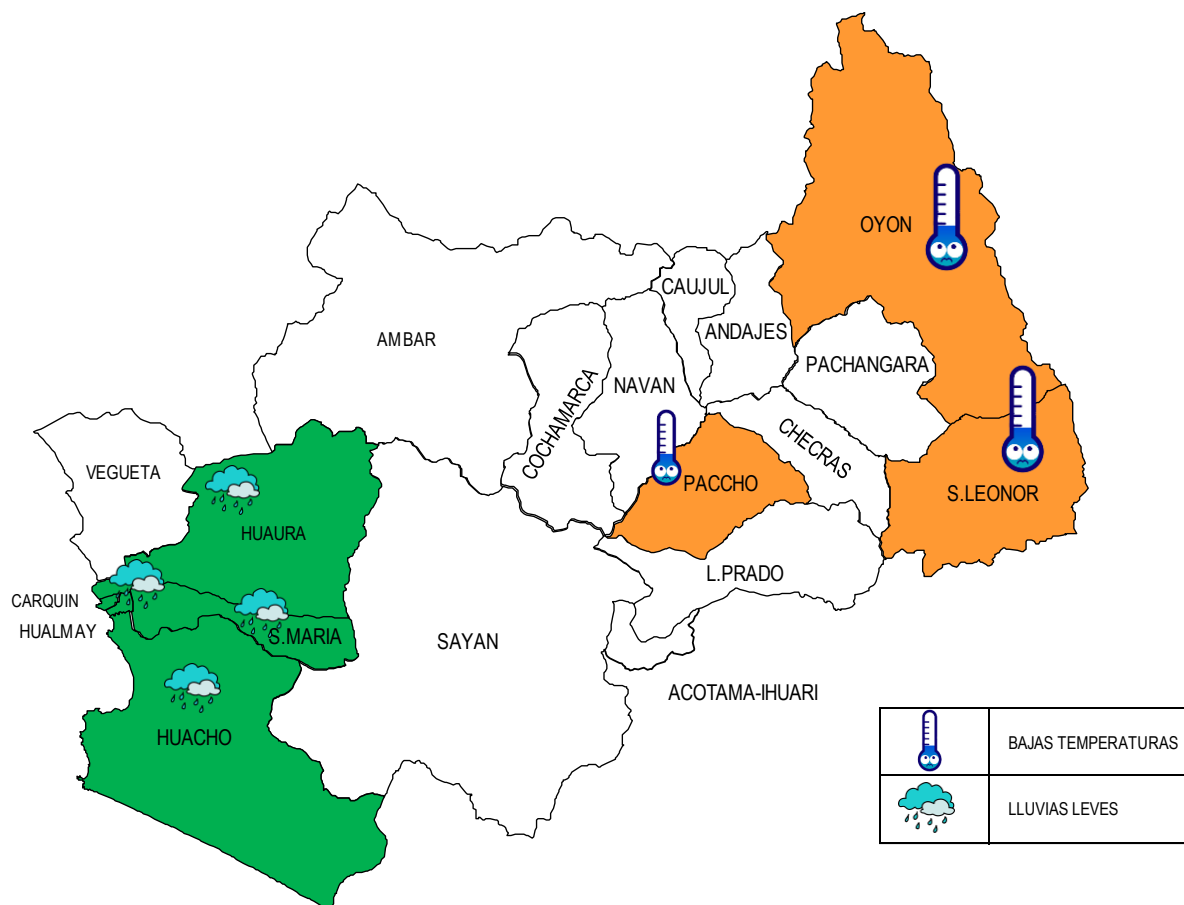 OYON
CAUJUL
ANDAJES
AMBAR
PACHANGARA
NAVAN
COCHAMARCA
CHECRAS
VEGUETA
PACCHO
S.LEONOR
HUAURA
L.PRADO
CARQUIN
HUALMAY
S.MARIA
SAYAN
ACOTAMA-IHUARI
HUACHO
BAJAS TEMPERATURAS
LLUVIAS LEVES